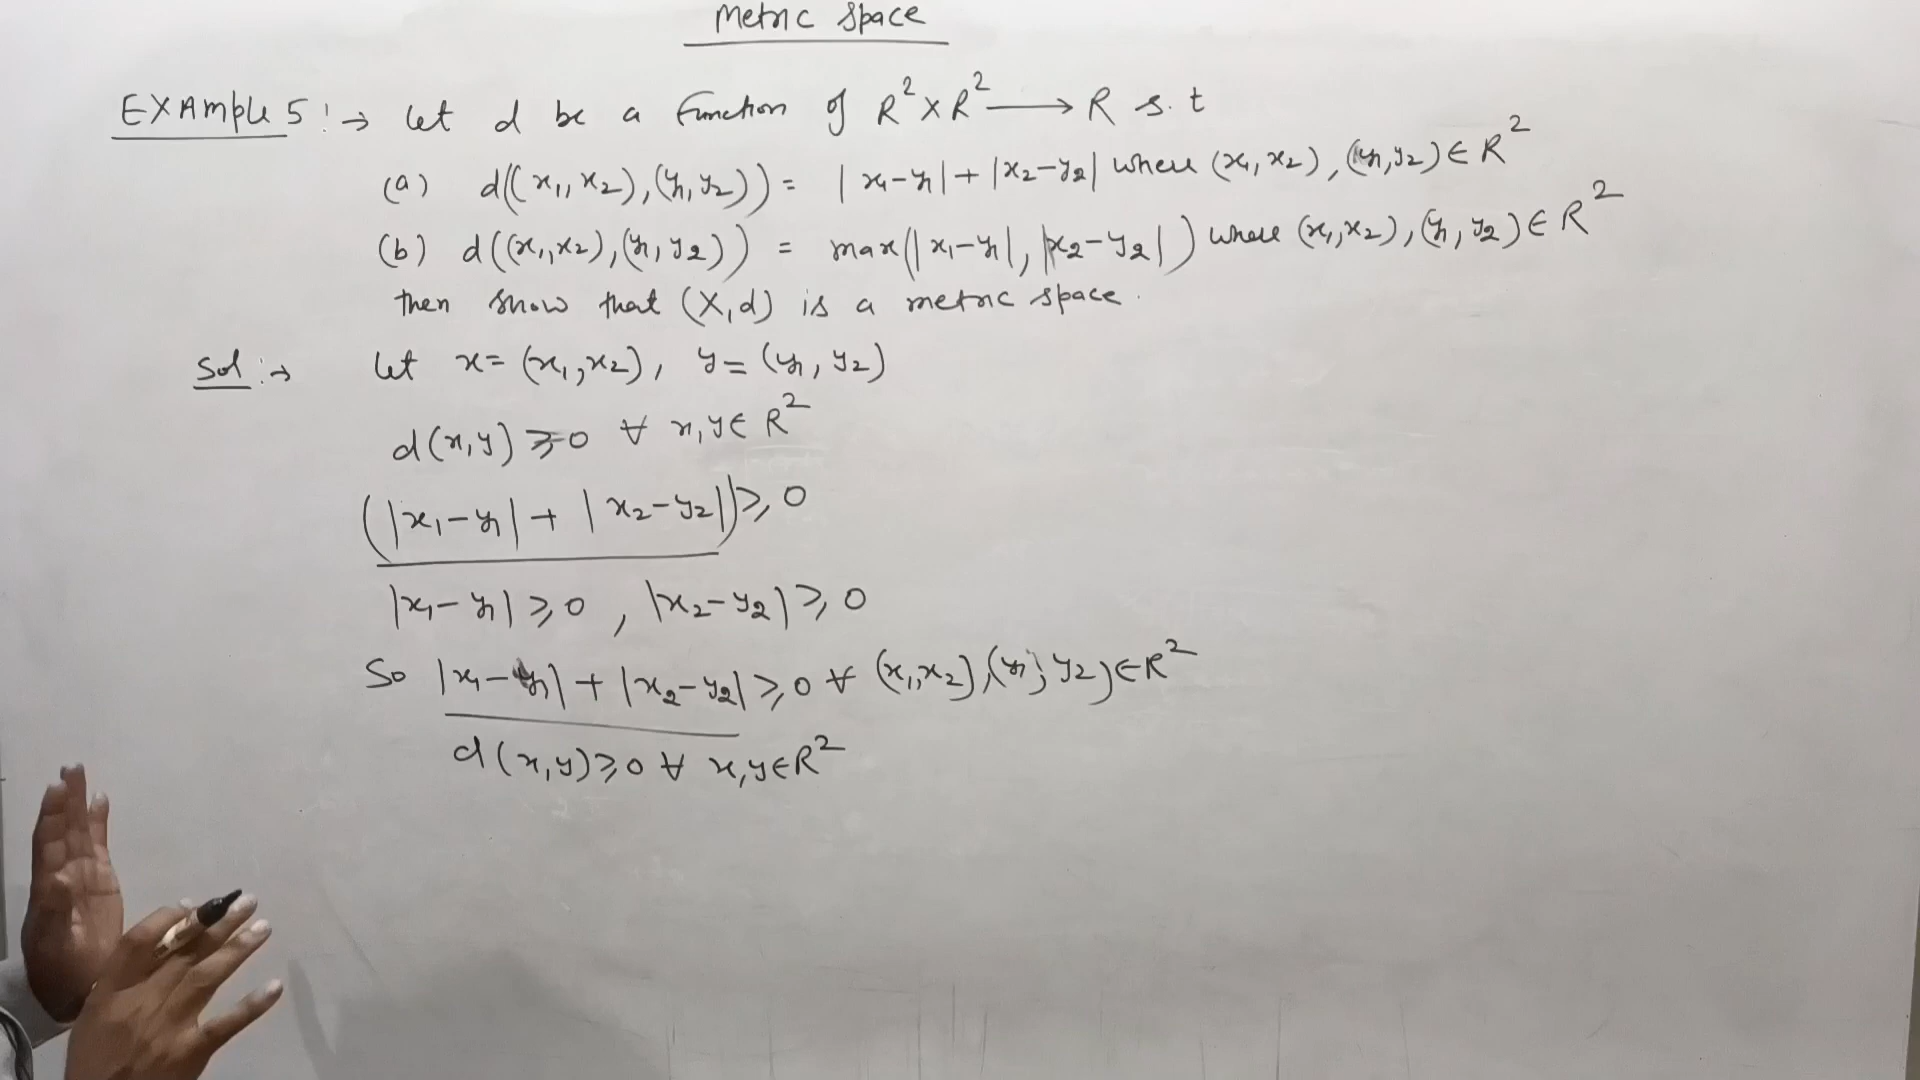 Metric Space
EXAMPLE 5 :→ Let d be a function of R² × R² ⟶ R s.t
(a) d((x₁, x₂), (y₁, y₂)) = |x₁ - y₁| + |x₂ - y₂| where (x₁, x₂), (y₁, y₂) ∈ R²
(b) d((x₁, x₂), (y₁, y₂)) = max(|x₁ - y₁|, |x₂ - y₂|) where (x₁, x₂), (y₁, y₂) ∈ R²
then show that (X, d) is a metric space.
Sol :→ Let x = (x₁, x₂), y = (y₁, y₂)
d(x, y) ≥ 0 ∀ x, y ∈ R²
(|x₁ - y₁| + |x₂ - y₂|) ≥ 0
|x₁ - y₁| ≥ 0 , |x₂ - y₂| ≥ 0
So |x₁ - y₁| + |x₂ - y₂| ≥ 0 ∀ (x₁, x₂), (y₁, y₂) ∈ R²
d(x, y) ≥ 0 ∀ x, y ∈ R²